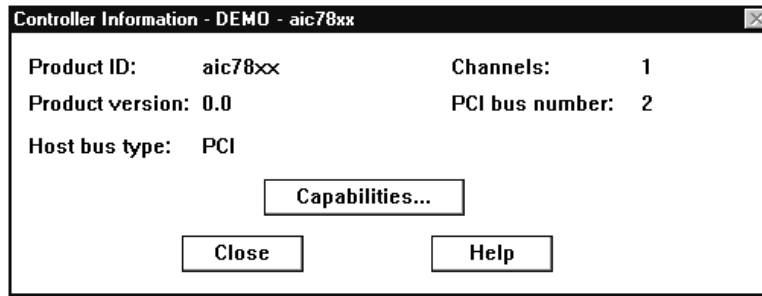 Controller Information - DEMO - aic78xx
Product ID: aic78xx Channels: 1
Product version: 0.0 PCI bus number: 2
Host bus type: PCI
Capabilities...
Close Help